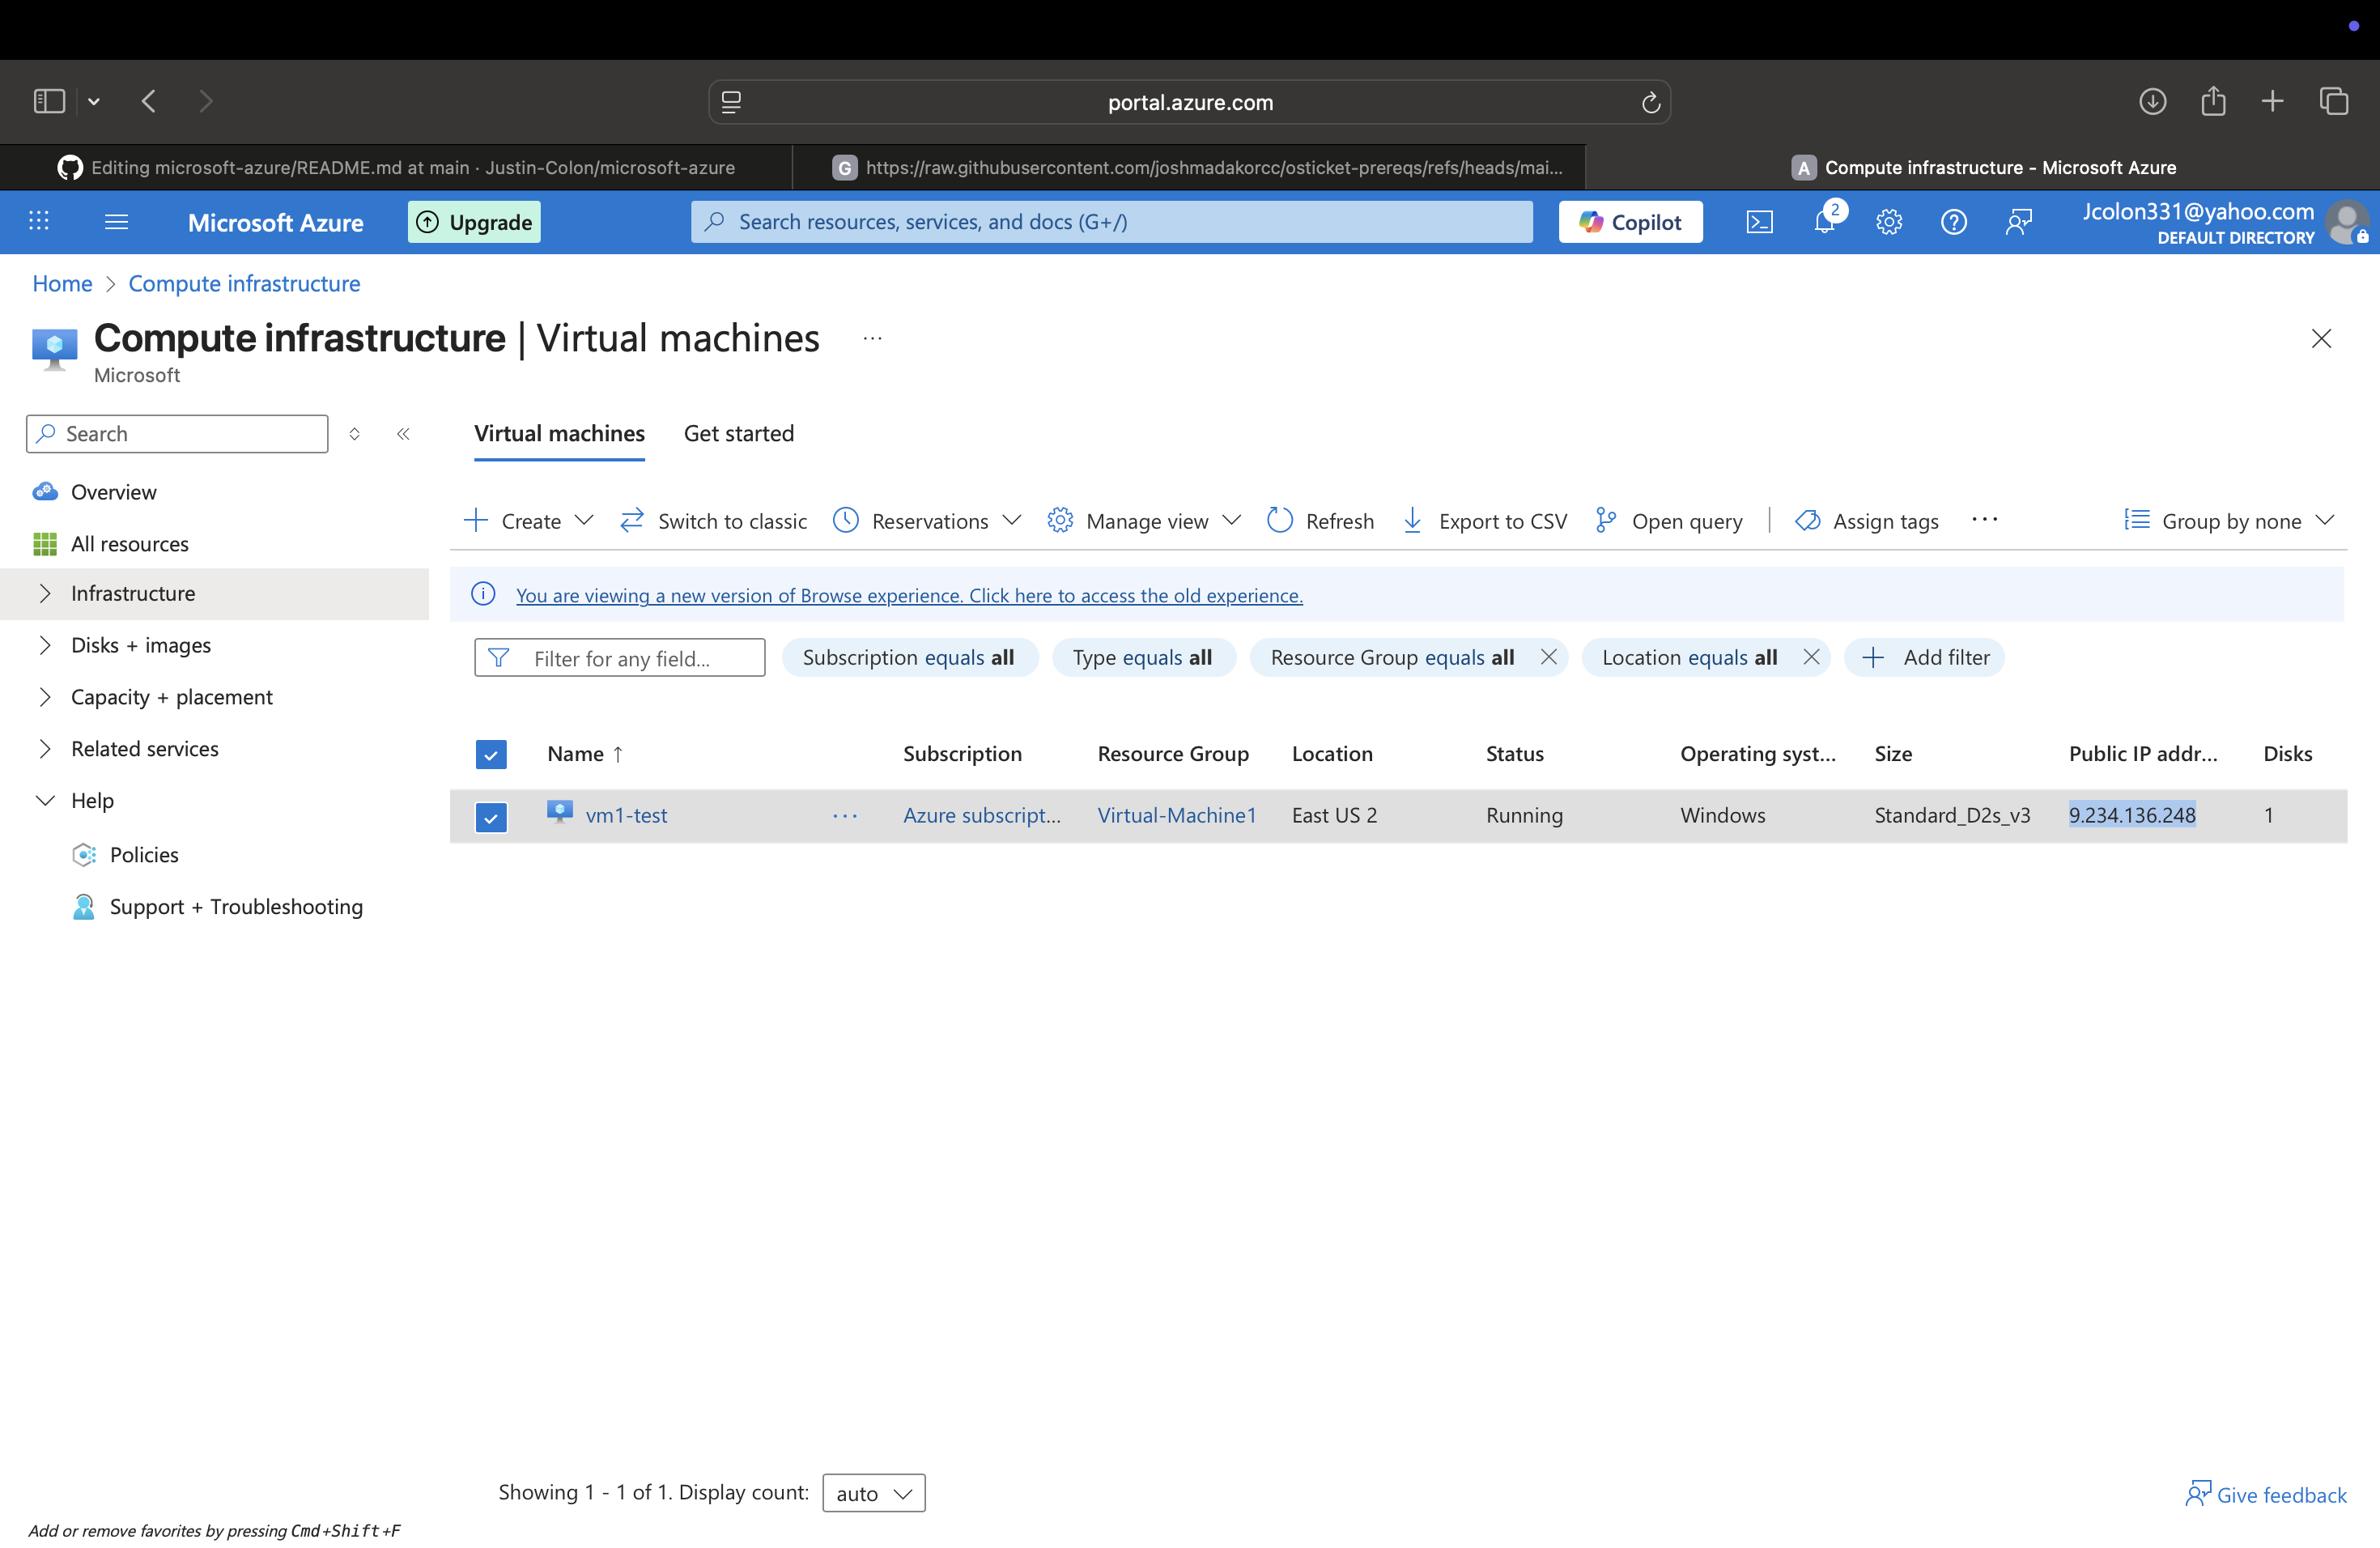 portal.azure.com
Editing microsoft-azure/README.md at main · Justin-Colon/microsoft-azure
G https://raw.githubusercontent.com/joshmadakorcc/osticket-prereqs/refs/heads/mai...
A Compute infrastructure - Microsoft Azure
Microsoft Azure
Upgrade
Search resources, services, and docs (G+/)
Copilot
2
Jcolon331@yahoo.com
DEFAULT DIRECTORY
Home > Compute infrastructure
Compute infrastructure | Virtual machines ...
Microsoft
Search
Virtual machines Get started
Overview
All resources
Infrastructure
Disks + images
Capacity + placement
Related services
Help
Policies
Support + Troubleshooting
Create Switch to classic Reservations Manage view Refresh Export to CSV Open query | Assign tags ... Group by none
You are viewing a new version of Browse experience. Click here to access the old experience.
Filter for any field... Subscription equals all Type equals all Resource Group equals all Location equals all Add filter
Name ↑ Subscription Resource Group Location Status Operating syst... Size Public IP addr... Disks
vm1-test ... Azure subscript... Virtual-Machine1 East US 2 Running Windows Standard_D2s_v3 9.234.136.248 1
Showing 1 - 1 of 1. Display count: auto
Give feedback
Add or remove favorites by pressing Cmd+Shift+F